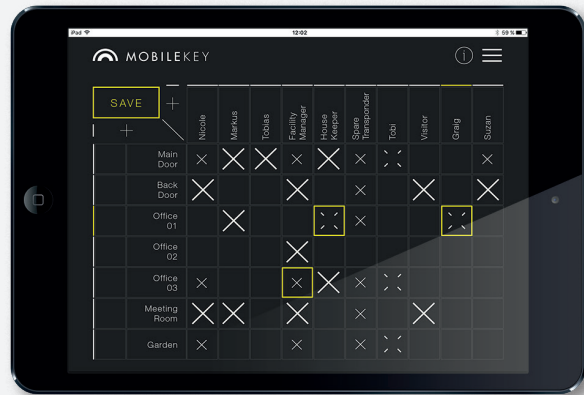 iPad
12:02
59 %
MOBILEKEY
i
SAVE
+
+
Nicole
Markus
Tobias
Facility
Manager
House
Keeper
Spare
Transponder
Tobi
Visitor
Graig
Suzan
Main
Door
Back
Door
Office
01
Office
02
Office
03
Meeting
Room
Garden